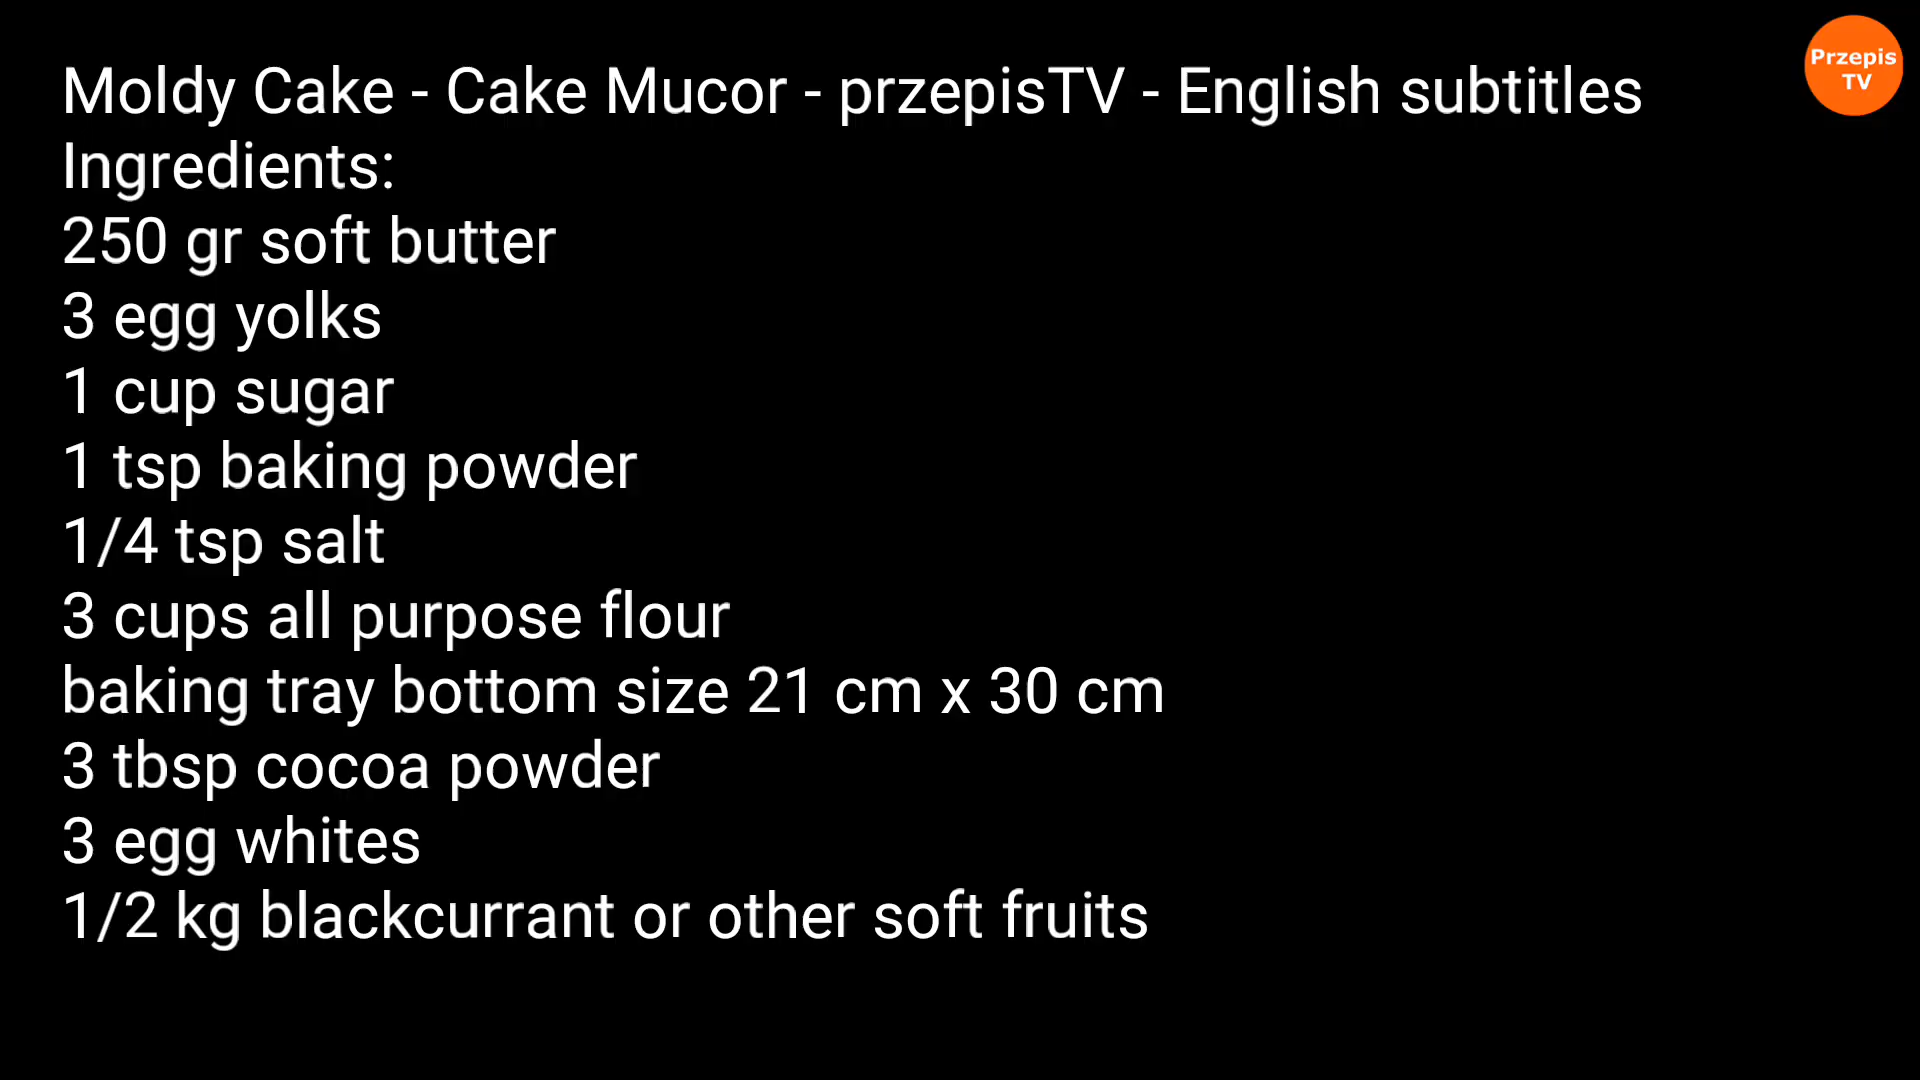 Moldy Cake - Cake Mucor - przepisTV - English subtitles
Przepis
TV
Ingredients:
250 gr soft butter
3 egg yolks
1 cup sugar
1 tsp baking powder
1/4 tsp salt
3 cups all purpose flour
baking tray bottom size 21 cm x 30 cm
3 tbsp cocoa powder
3 egg whites
1/2 kg blackcurrant or other soft fruits